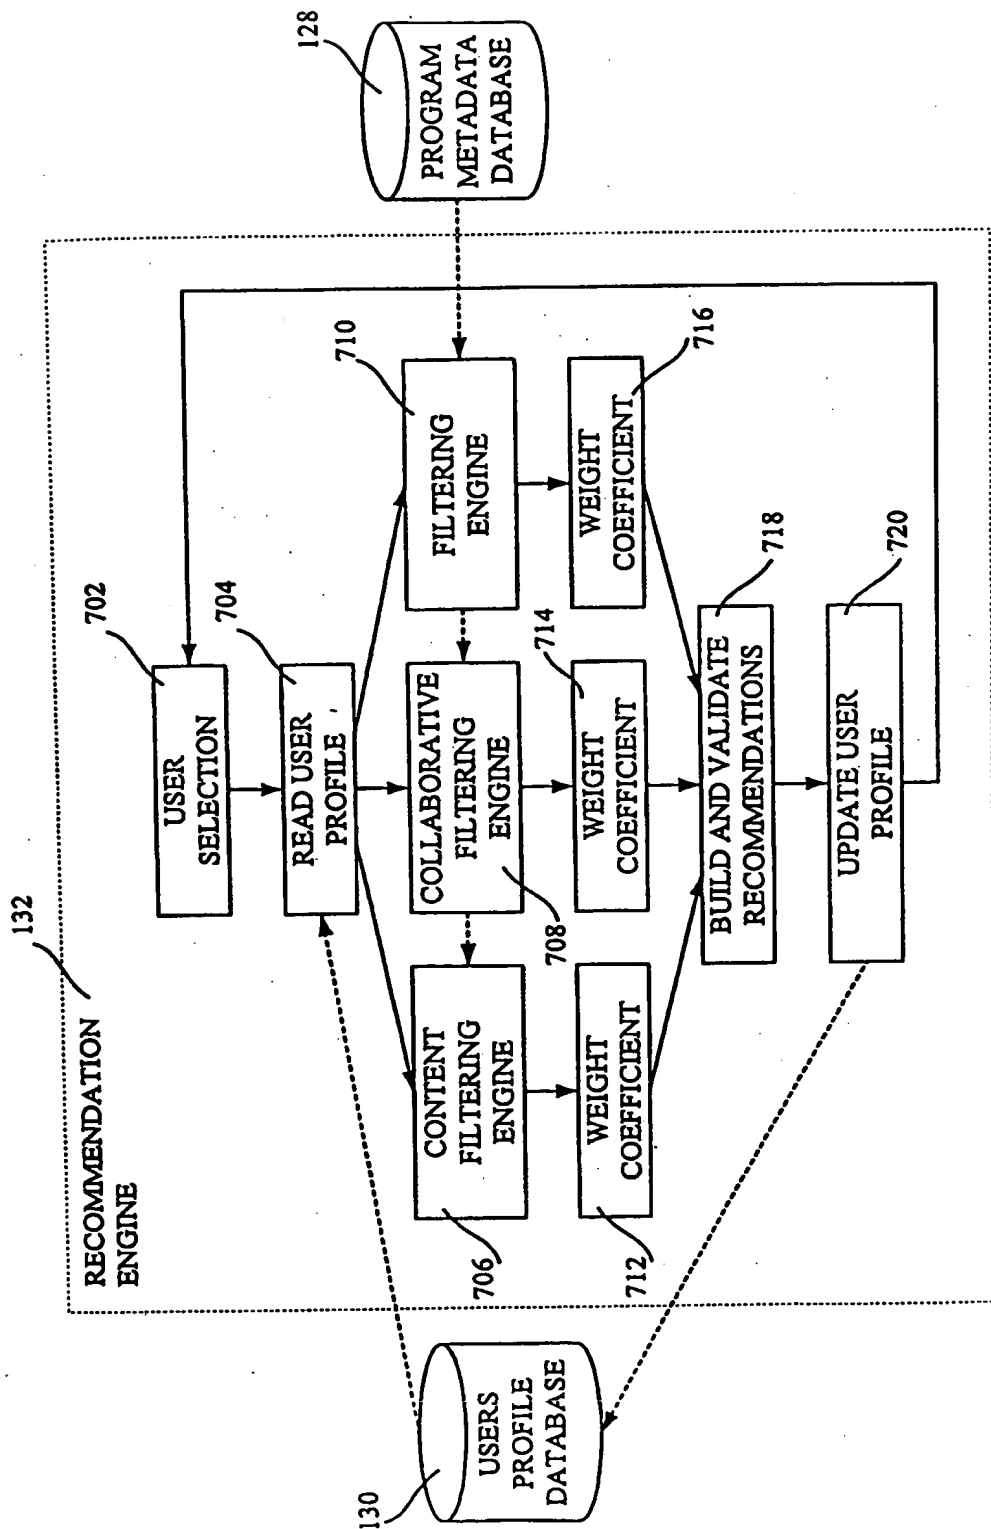 132
RECOMMENDATION
ENGINE
702
USER
SELECTION
704
READ USER
PROFILE
130
USERS
PROFILE
DATABASE
128
PROGRAM
METADATA
DATABASE
706
CONTENT
FILTERING
ENGINE
708
COLLABORATIVE
FILTERING
ENGINE
710
FILTERING
ENGINE
712
WEIGHT
COEFFICIENT
714
WEIGHT
COEFFICIENT
716
WEIGHT
COEFFICIENT
718
BUILD AND VALIDATE
RECOMMENDATIONS
720
UPDATE USER
PROFILE